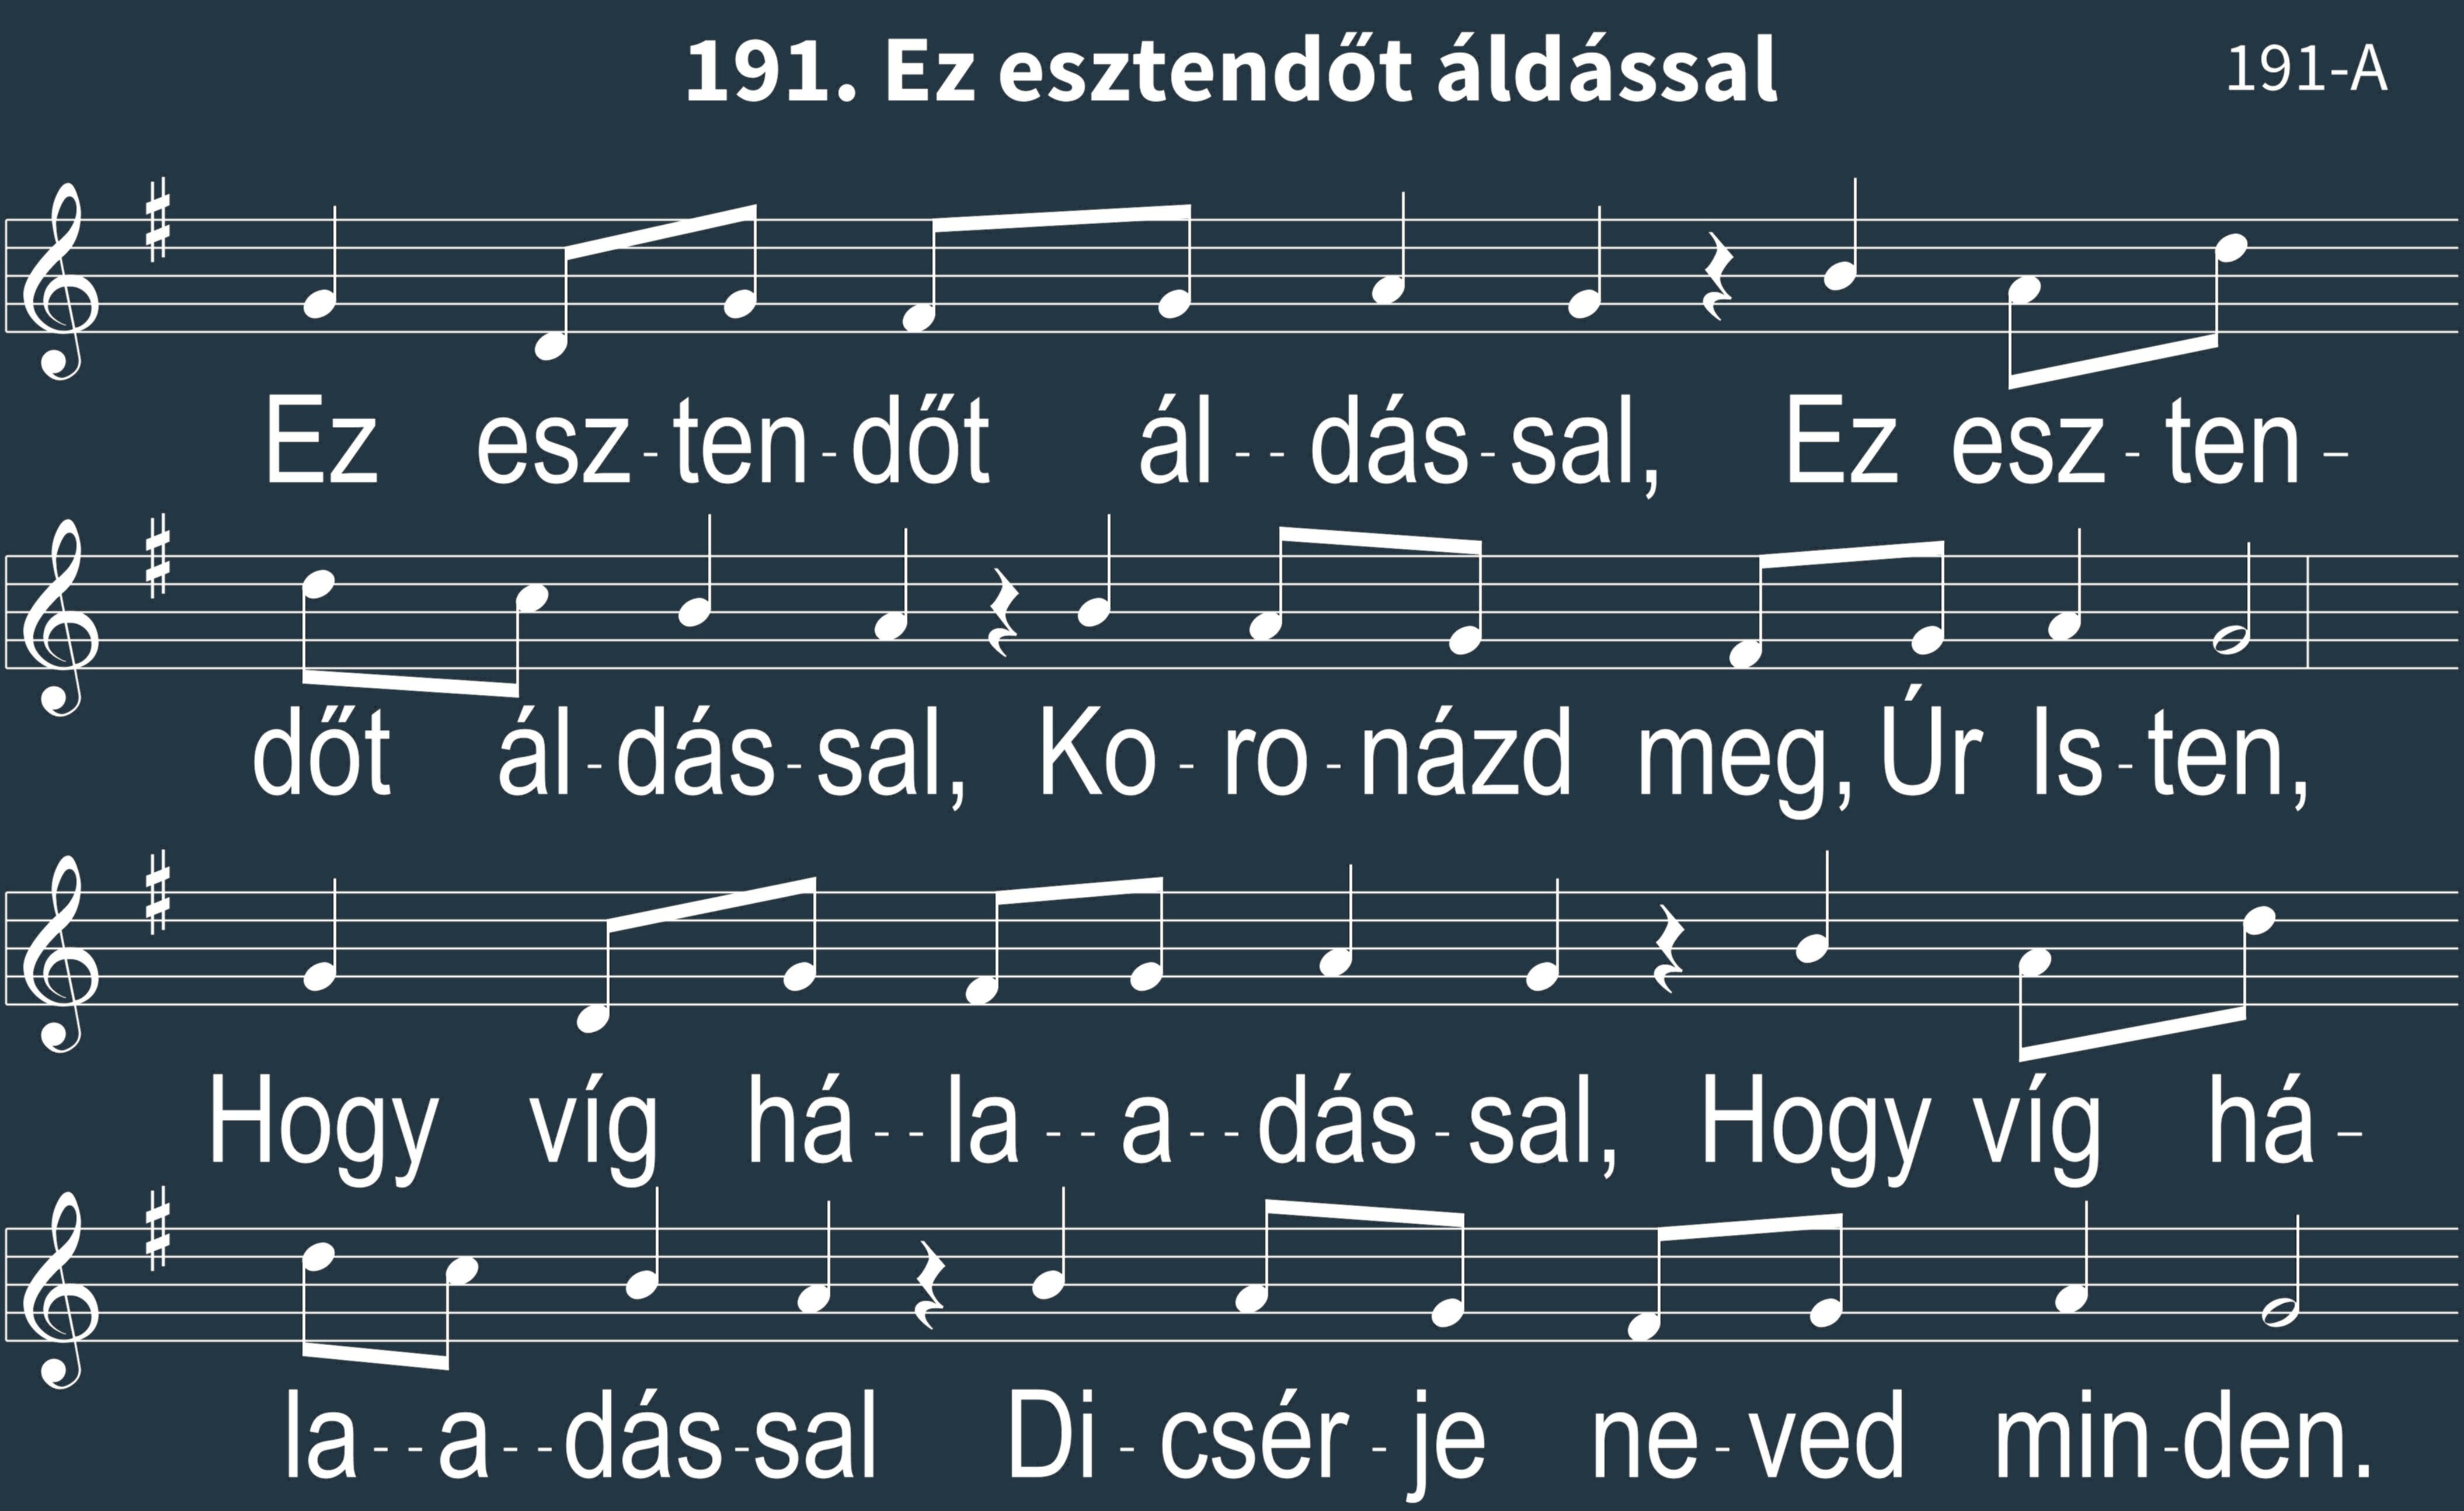 191. Ez esztendőt áldással
191-A
Ez esz-ten-dőt ál--dás-sal, Ez esz-ten-
dőt ál-dás-sal, Ko-ro-názd meg, Úr Is-ten,
Hogy víg há--la--a--dás-sal, Hogy víg há-
la--a--dás-sal Di-csér-je ne-ved min-den.